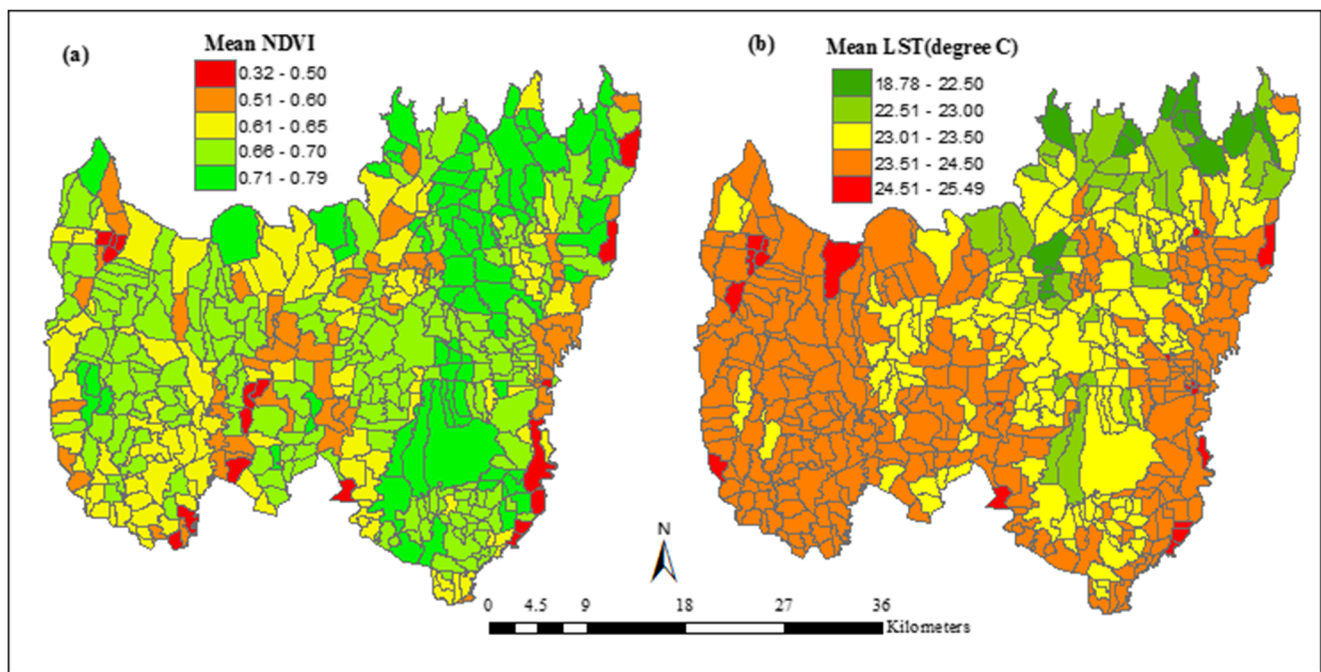 (a)
Mean NDVI
0.32 - 0.50
0.51 - 0.60
0.61 - 0.65
0.66 - 0.70
0.71 - 0.79
(b)
Mean LST(degree C)
18.78 - 22.50
22.51 - 23.00
23.01 - 23.50
23.51 - 24.50
24.51 - 25.49
N
0 4.5 9 18 27 36
Kilometers